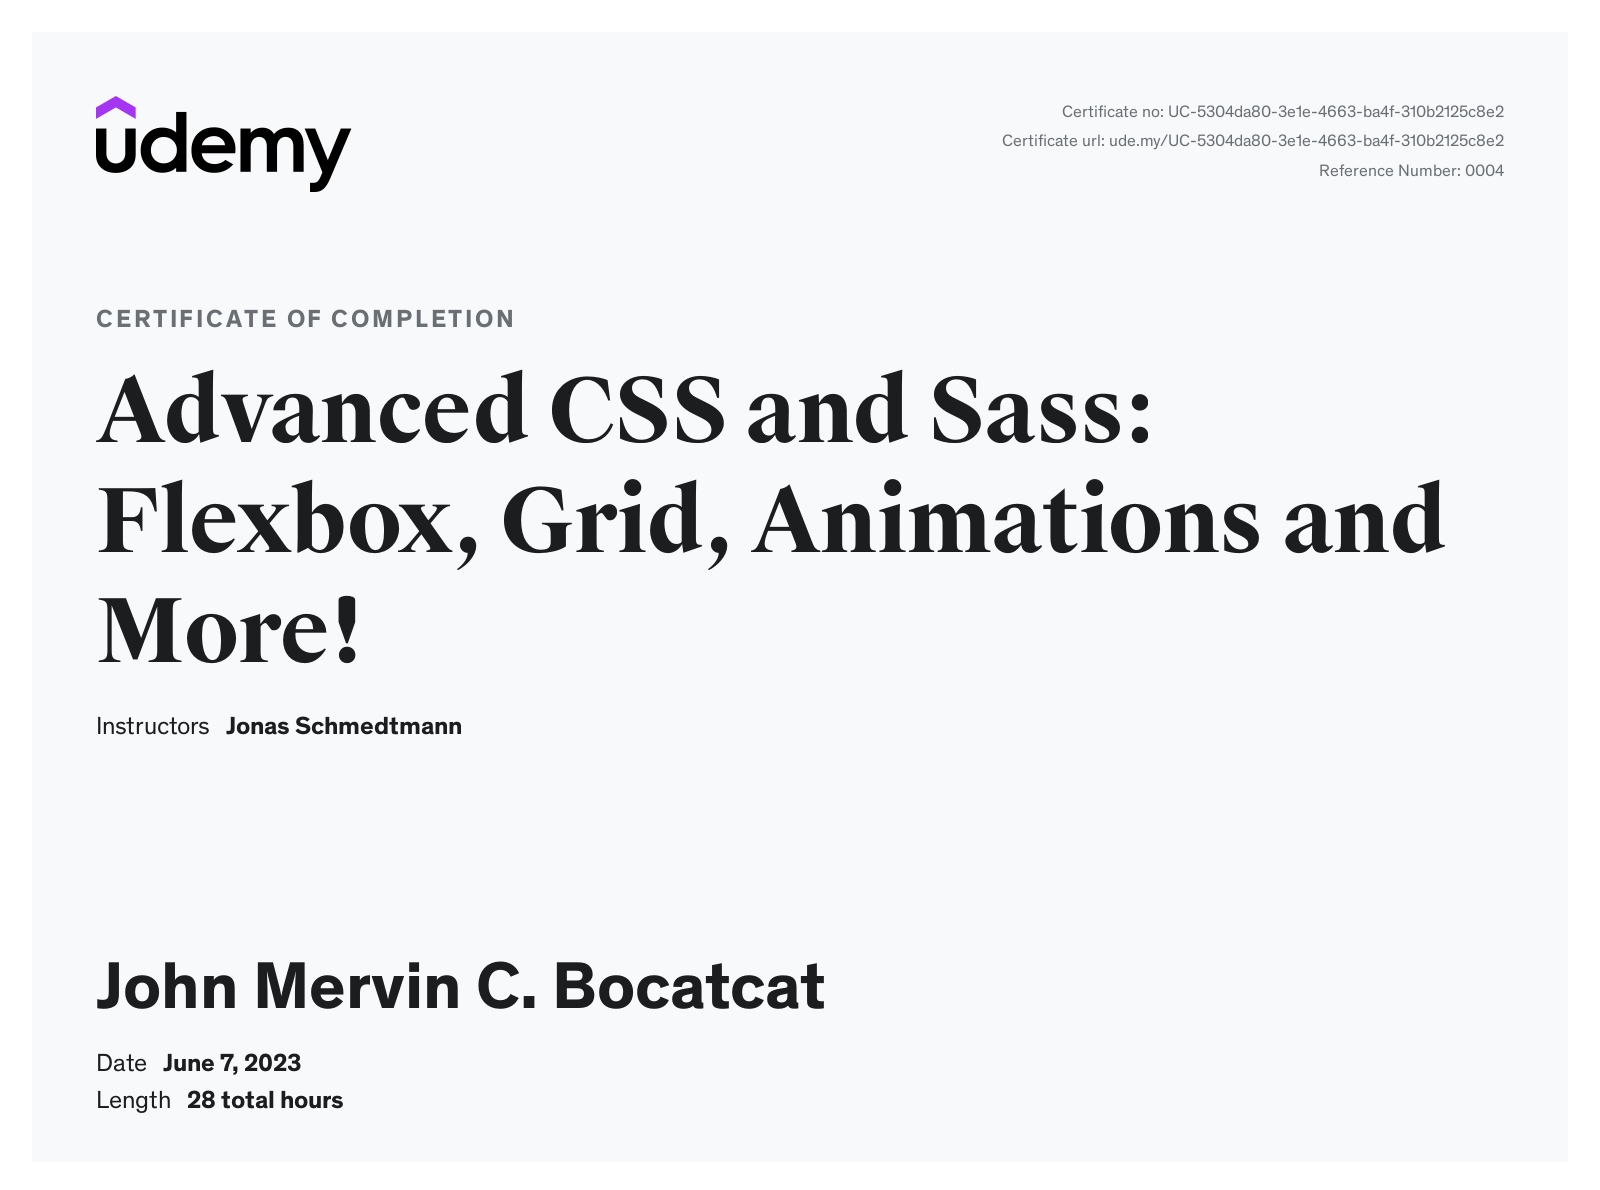 udemy
Certificate no: UC-5304da80-3e1e-4663-ba4f-310b2125c8e2
Certificate url: ude.my/UC-5304da80-3e1e-4663-ba4f-310b2125c8e2
Reference Number: 0004
CERTIFICATE OF COMPLETION
Advanced CSS and Sass:
Flexbox, Grid, Animations and
More!
Instructors Jonas Schmedtmann
John Mervin C. Bocatcat
Date June 7, 2023
Length 28 total hours